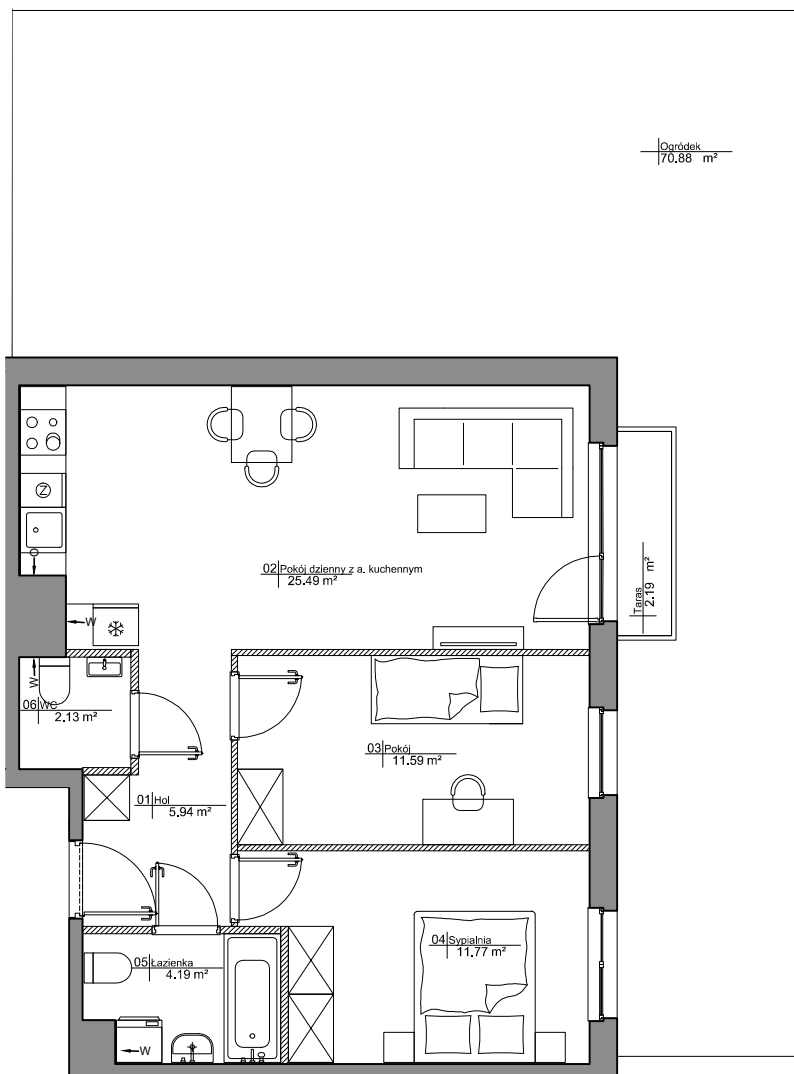 Ogródek
70.88 m²
Z
02 Pokój dzienny z a. kuchennym
25.49 m²
Taras
2.19 m²
W
W
06 WC
2.13 m²
03 Pokój
11.59 m²
01 Hol
5.94 m²
04 Sypialnia
11.77 m²
05 Łazienka
4.19 m²
W